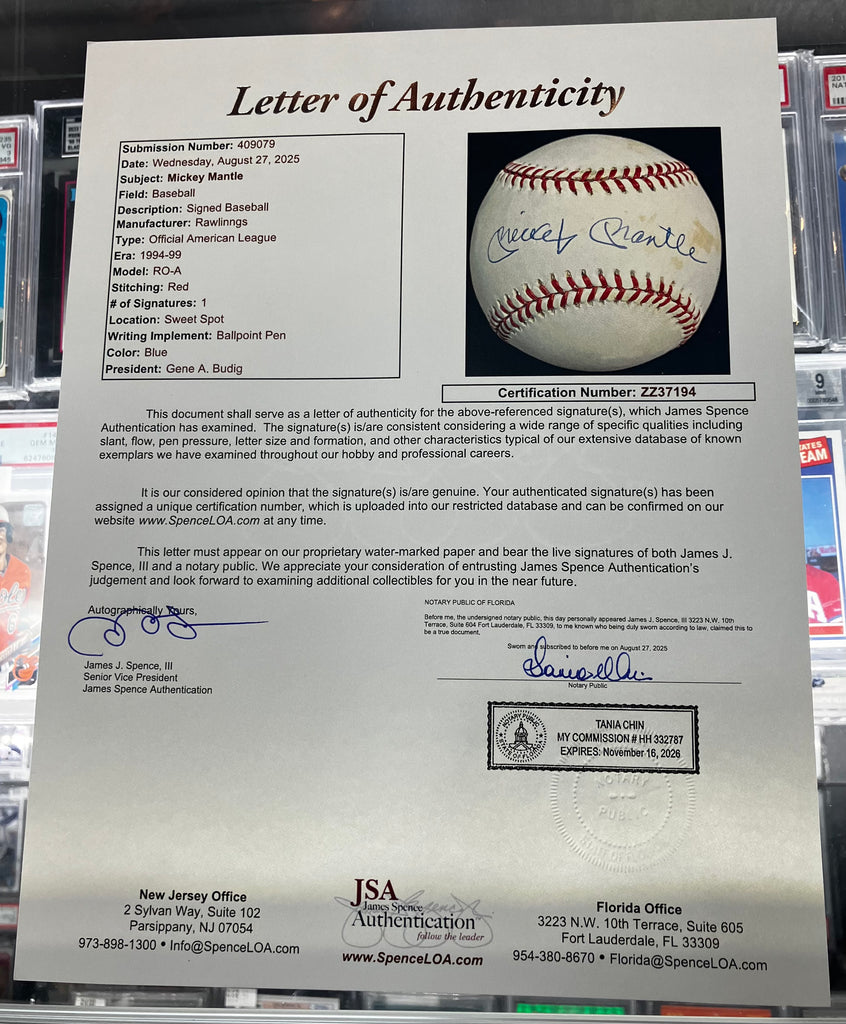 Letter of Authenticity
Submission Number: 409079
Date: Wednesday, August 27, 2025
Subject: Mickey Mantle
Field: Baseball
Description: Signed Baseball
Manufacturer: Rawlinngs
Type: Official American League
Era: 1994-99
Model: RO-A
Stitching: Red
# of Signatures: 1
Location: Sweet Spot
Writing Implement: Ballpoint Pen
Color: Blue
President: Gene A. Budig
Mickey Mantle
Certification Number: ZZ37194
This document shall serve as a letter of authenticity for the above-referenced signature(s), which James Spence
Authentication has examined. The signature(s) is/are consistent considering a wide range of specific qualities including
slant, flow, pen pressure, letter size and formation, and other characteristics typical of our extensive database of known
exemplars we have examined throughout our hobby and professional careers.
It is our considered opinion that the signature(s) is/are genuine. Your authenticated signature(s) has been
assigned a unique certification number, which is uploaded into our restricted database and can be confirmed on our
website www.SpenceLOA.com at any time.
This letter must appear on our proprietary water-marked paper and bear the live signatures of both James J.
Spence, III and a notary public. We appreciate your consideration of entrusting James Spence Authentication's
judgement and look forward to examining additional collectibles for you in the near future.
Autographically Yours,
James J. Spence, III
Senior Vice President
James Spence Authentication
NOTARY PUBLIC OF FLORIDA
Before me, the undersigned notary public, this day personally appeared James J. Spence, III 3223 N.W. 10th
Terrace, Suite 604 Fort Lauderdale, FL 33309, to me known who being duly sworn according to law, claimed this to
be a true document.
Sworn and subscribed to before me on August 27, 2025
Notary Public
NOTARY PUBLIC
STATE OF FLORIDA
TANIA CHIN
MY COMMISSION # HH 332787
EXPIRES: November 16, 2026
NOTARY
PUBLIC
STATE OF FLORIDA
New Jersey Office
2 Sylvan Way, Suite 102
Parsippany, NJ 07054
973-898-1300 • Info@SpenceLOA.com
JSA
James Spence
Authentication™
follow the leader
www.SpenceLOA.com
Florida Office
3223 N.W. 10th Terrace, Suite 605
Fort Lauderdale, FL 33309
954-380-8670 • Florida@SpenceLOA.com
9
MINT
EAM